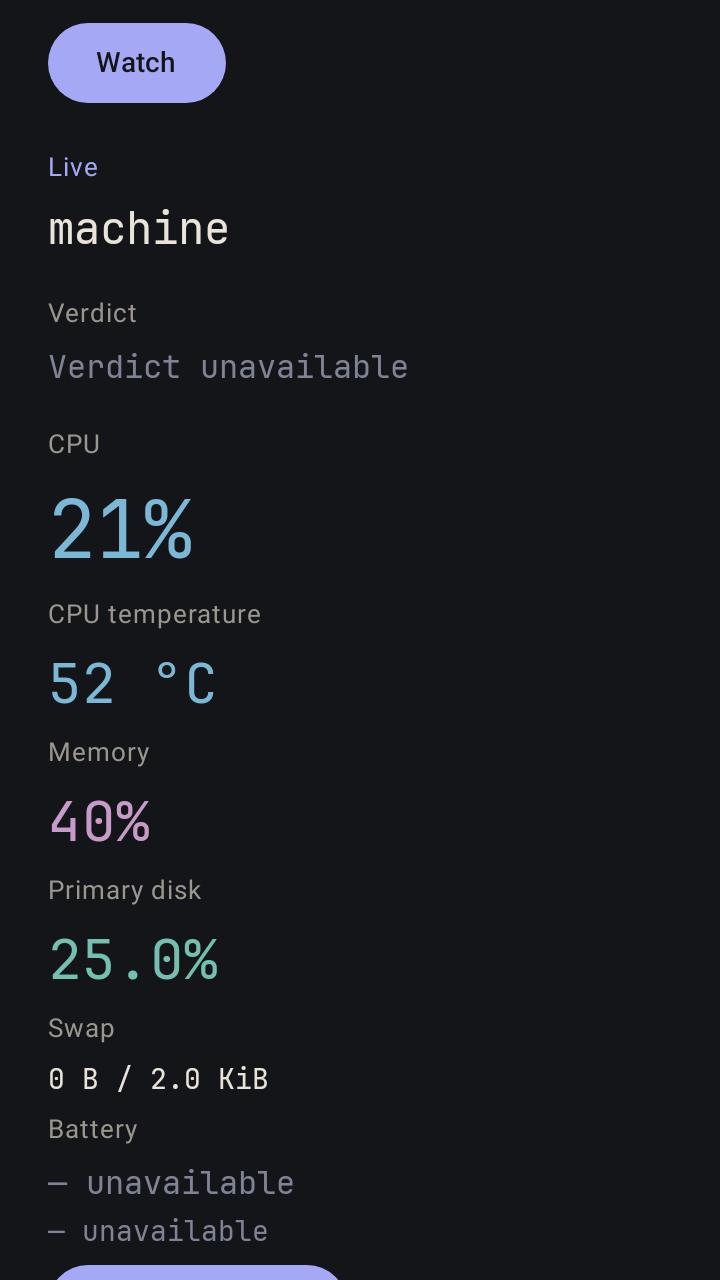 Watch
Live
machine
Verdict
Verdict unavailable
CPU
21%
CPU temperature
52 °C
Memory
40%
Primary disk
25.0%
Swap
0 B / 2.0 KiB
Battery
— unavailable
— unavailable